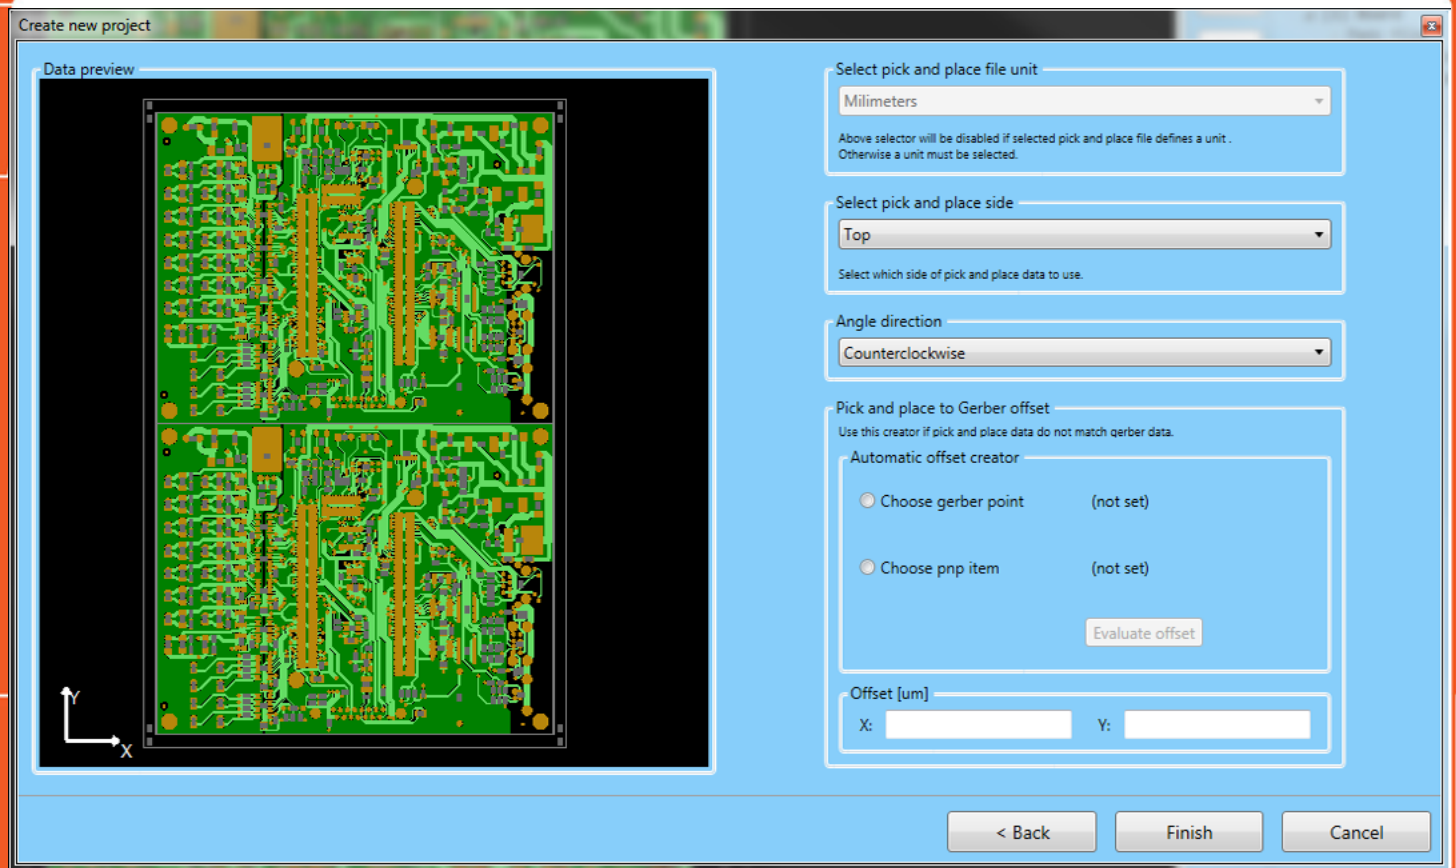 Create new project
Data preview
Y
X
Select pick and place file unit
Milimeters
Above selector will be disabled if selected pick and place file defines a unit .
Otherwise a unit must be selected.
Select pick and place side
Top
Select which side of pick and place data to use.
Angle direction
Counterclockwise
Pick and place to Gerber offset
Use this creator if pick and place data do not match gerber data.
Automatic offset creator
Choose gerber point (not set)
Choose pnp item (not set)
Evaluate offset
Offset [um]
X: Y:
< Back Finish Cancel